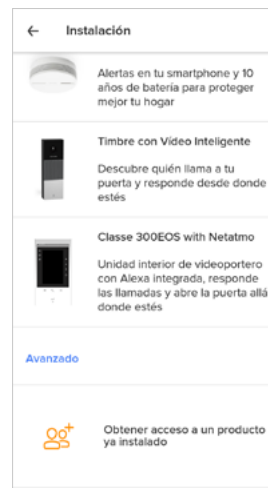 Instalación
Alertas en tu smartphone y 10
años de batería para proteger
mejor tu hogar
Timbre con Vídeo Inteligente
Descubre quién llama a tu
puerta y responde desde donde
estés
Classe 300EOS with Netatmo
Unidad interior de videoportero
con Alexa integrada, responde
las llamadas y abre la puerta allá
donde estés
Avanzado
Obtener acceso a un producto
ya instalado